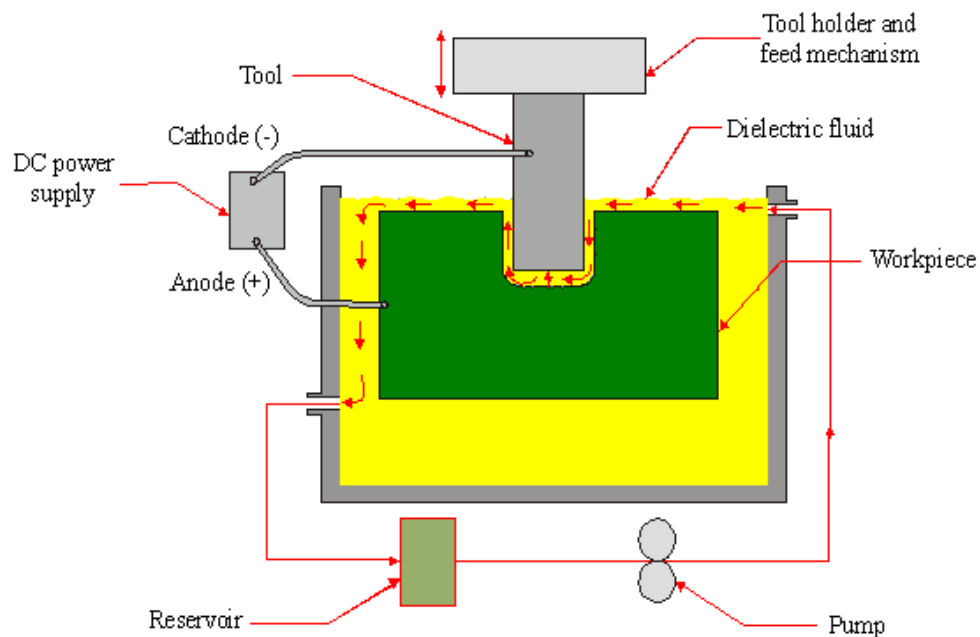 Tool holder and
feed mechanism
Tool
Cathode (-)
Dielectric fluid
DC power
supply
Anode (+)
Workpiece
Reservoir
Pump